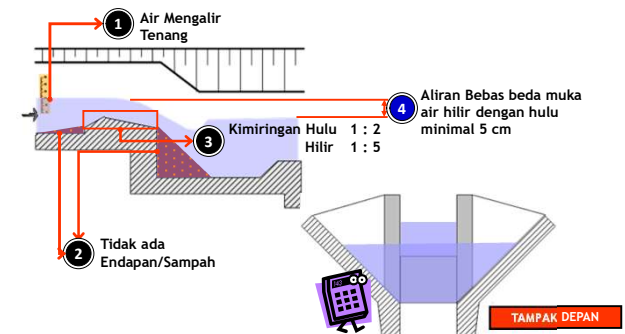 1 Air Mengalir
Tenang
4 Aliran Bebas beda muka
air hilir dengan hulu
minimal 5 cm
3 Kimiringan Hulu 1 : 2
Hilir 1 : 5
2 Tidak ada
Endapan/Sampah
TAMPAK DEPAN